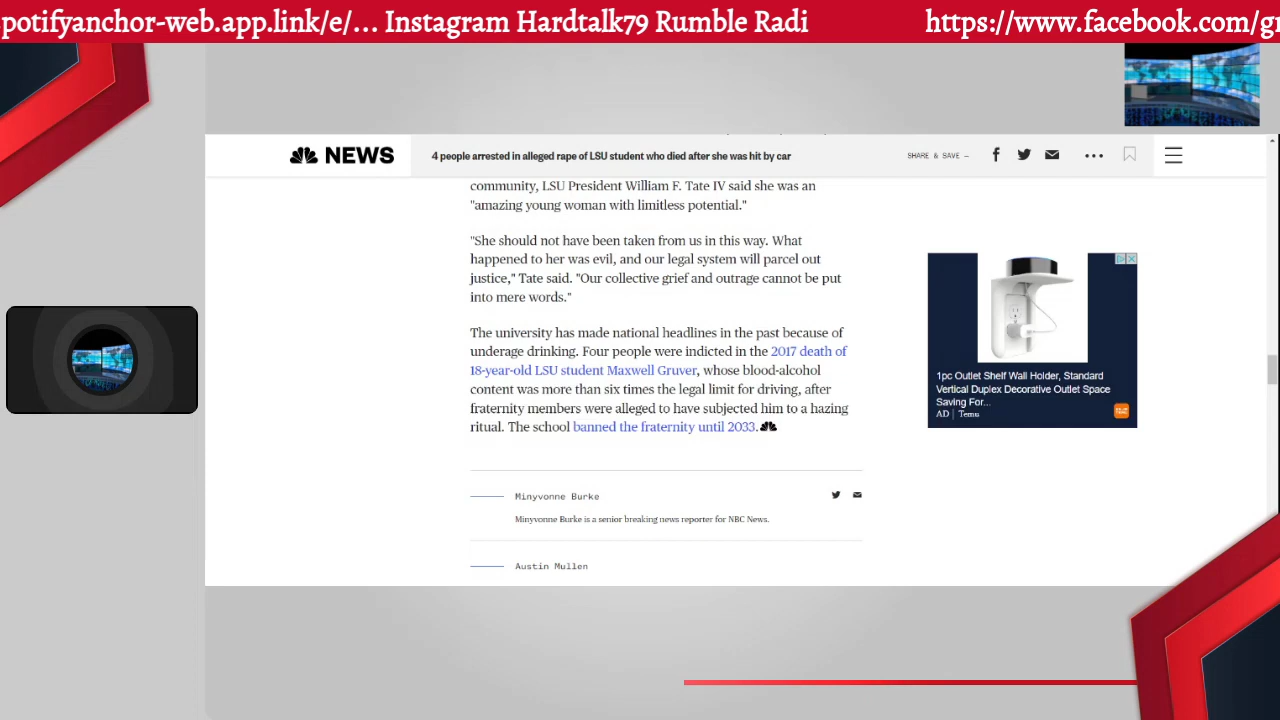 potifyanchor-web.app.link/e/... Instagram Hardtalk79 Rumble Radi
https://www.facebook.com/gr
NEWS
4 people arrested in alleged rape of LSU student who died after she was hit by car
SHARE & SAVE —
community, LSU President William F. Tate IV said she was an
"amazing young woman with limitless potential."
"She should not have been taken from us in this way. What
happened to her was evil, and our legal system will parcel out
justice," Tate said. "Our collective grief and outrage cannot be put
into mere words."
The university has made national headlines in the past because of
underage drinking. Four people were indicted in the 2017 death of
18-year-old LSU student Maxwell Gruver, whose blood-alcohol
content was more than six times the legal limit for driving, after
fraternity members were alleged to have subjected him to a hazing
ritual. The school banned the fraternity until 2033.
1pc Outlet Shelf Wall Holder, Standard
Vertical Duplex Decorative Outlet Space
Saving For...
AD | Temu
Minyvonne Burke
Minyvonne Burke is a senior breaking news reporter for NBC News.
Austin Mullen